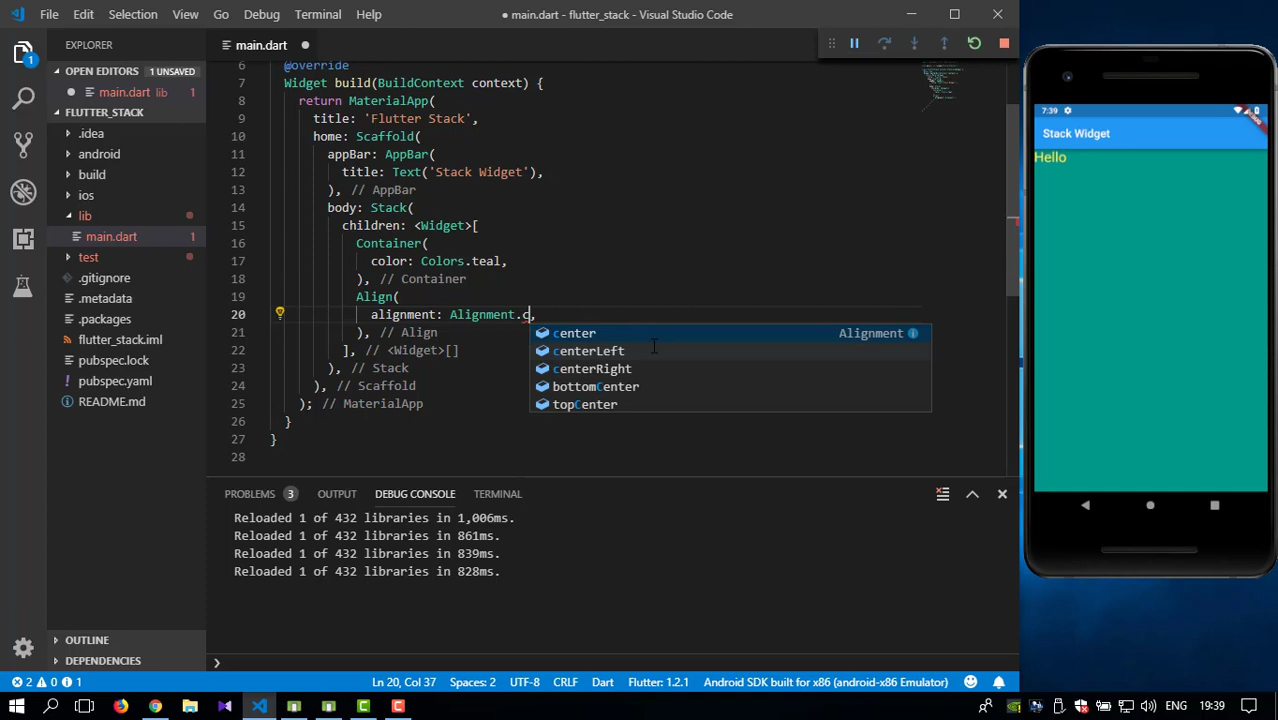 File Edit Selection View Go Debug Terminal Help
● main.dart - flutter_stack - Visual Studio Code
EXPLORER
OPEN EDITORS 1 UNSAVED
main.dart lib 1
FLUTTER_STACK
.idea
android
build
ios
lib
main.dart 1
test
.gitignore
.metadata
.packages
flutter_stack.iml
pubspec.lock
pubspec.yaml
README.md
OUTLINE
DEPENDENCIES
1
main.dart
6 @override
7 Widget build(BuildContext context) {
8 return MaterialApp(
9 title: 'Flutter Stack',
10 home: Scaffold(
11 appBar: AppBar(
12 title: Text('Stack Widget'),
13 ), // AppBar
14 body: Stack(
15 children: <Widget>[
16 Container(
17 color: Colors.teal,
18 ), // Container
19 Align(
20 alignment: Alignment.c,
21 ), // Align
22 ], // <Widget>[]
23 ), // Stack
24 ), // Scaffold
25 ); // MaterialApp
26 }
27 }
28
center Alignment
centerLeft
centerRight
bottomCenter
topCenter
PROBLEMS 3 OUTPUT DEBUG CONSOLE TERMINAL
Reloaded 1 of 432 libraries in 1,006ms.
Reloaded 1 of 432 libraries in 861ms.
Reloaded 1 of 432 libraries in 839ms.
Reloaded 1 of 432 libraries in 828ms.
7:39
Stack Widget
Hello
2 0 1 Ln 20, Col 37 Spaces: 2 UTF-8 CRLF Dart Flutter: 1.2.1 Android SDK built for x86 (android-x86 Emulator)
ENG 19:39